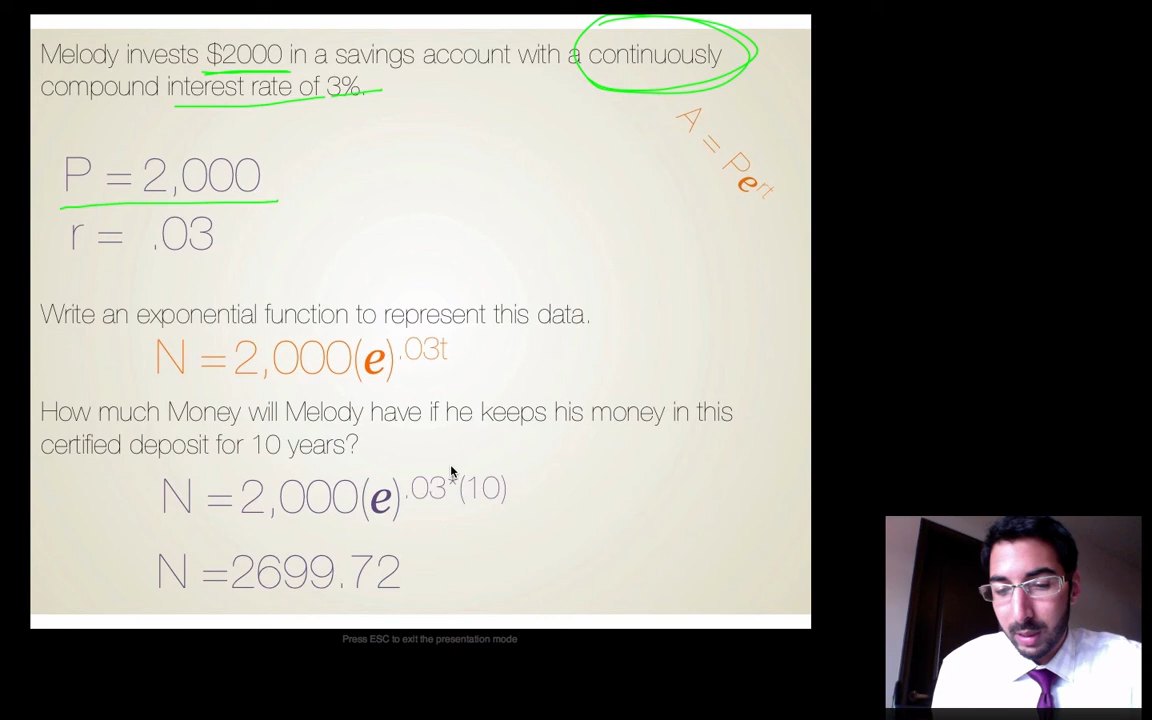 Melody invests $2000 in a savings account with a continuously
compound interest rate of 3%.
A = Pe^rt
P = 2,000
r = .03
Write an exponential function to represent this data.
N = 2,000(e)^.03t
How much Money will Melody have if he keeps his money in this
certified deposit for 10 years?
N = 2,000(e)^.03*(10)
N =2699.72
Press ESC to exit the presentation mode